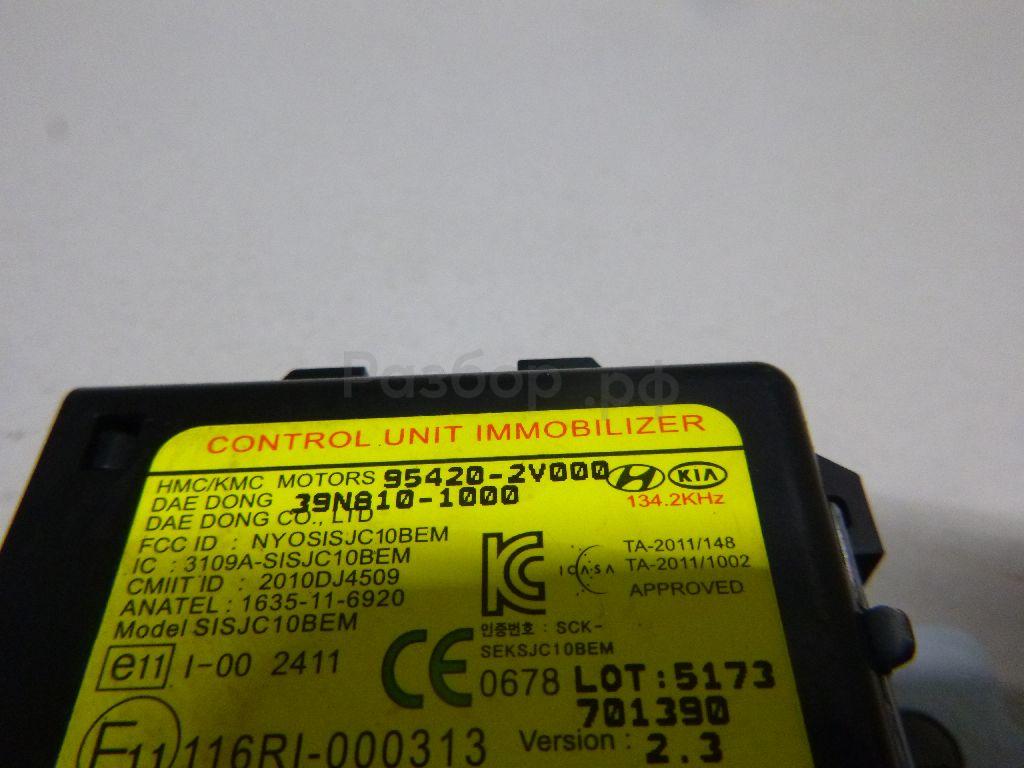 Разбор.рф
CONTROL UNIT IMMOBILIZER
HMC/KMC MOTORS 95420-2V000
KIA
DAE DONG 39N810-1000
134.2KHz
DAE DONG CO., LTD
FCC ID : NYOSISJC10BEM
IC : 3109A-SISJC10BEM
CMIIT ID : 2010DJ4509
ANATEL : 1635-11-6920
Model SISJC10BEM
ICASA
TA-2011/148
TA-2011/1002
APPROVED
인증번호 : SCK-
SEKSJC10BEM
e11 I-00 2411
CE 0678 LOT:5173
701390
E11 116RI-000313
Version : 2.3